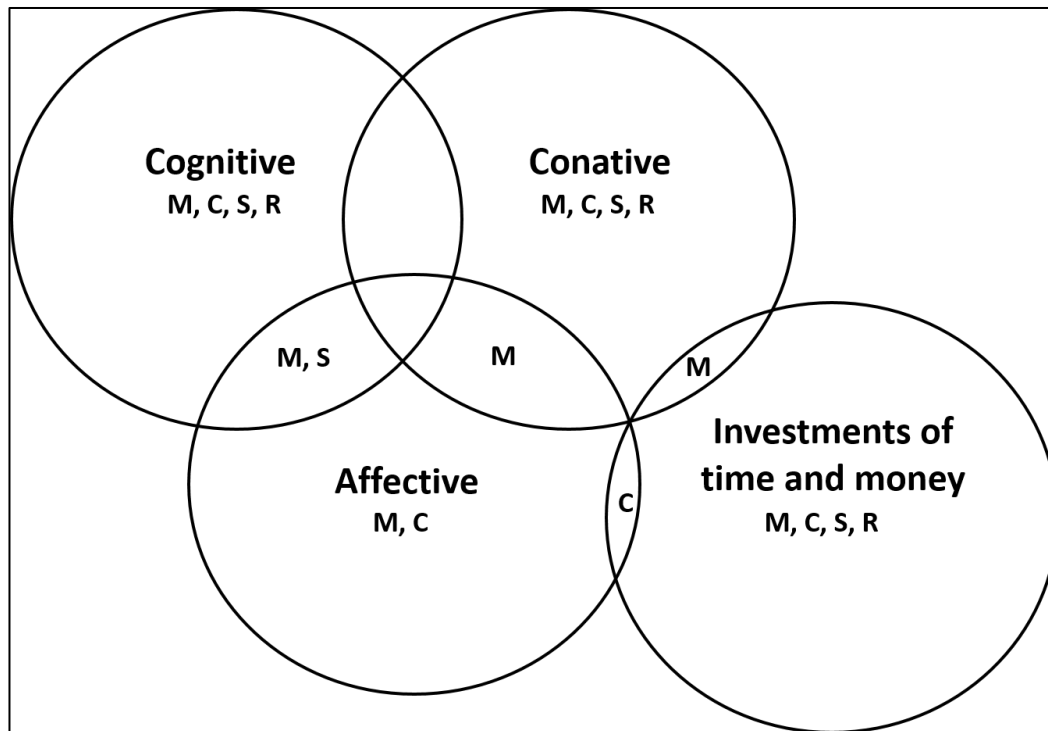 Cognitive
M, C, S, R
Conative
M, C, S, R
M, S
M
M
Investments of
time and money
M, C, S, R
Affective
M, C
C